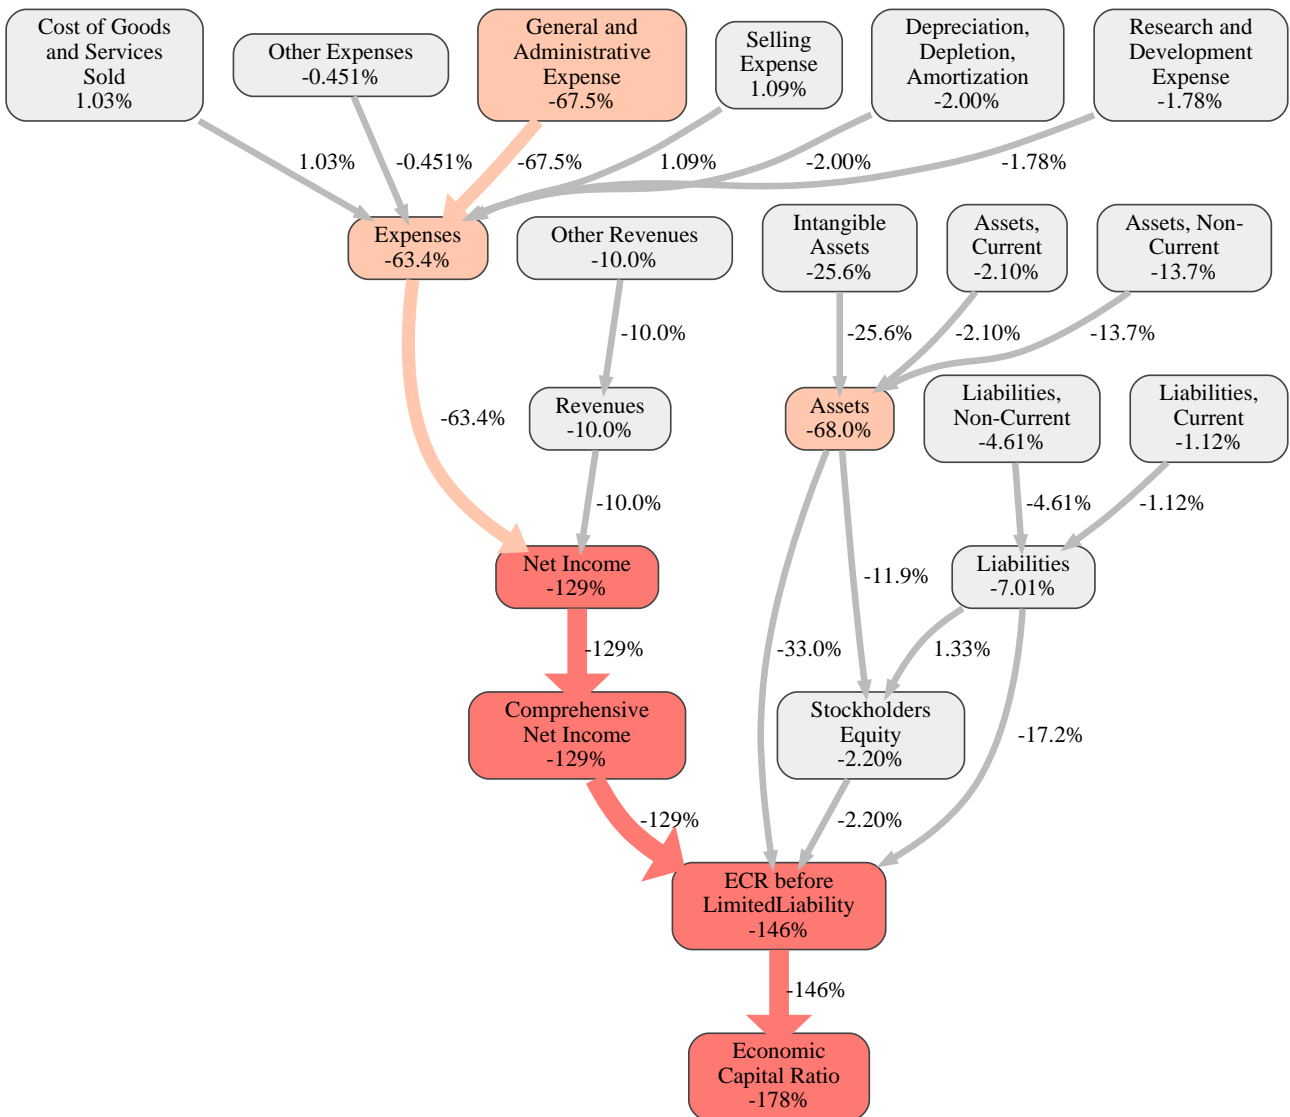 Cost of Goods
and Services
Sold
1.03%
Other Expenses
-0.451%
General and
Administrative
Expense
-67.5%
Selling
Expense
1.09%
Depreciation,
Depletion,
Amortization
-2.00%
Research and
Development
Expense
-1.78%
1.03%
-0.451%
-67.5%
1.09%
-2.00%
-1.78%
Expenses
-63.4%
Other Revenues
-10.0%
Intangible
Assets
-25.6%
Assets,
Current
-2.10%
Assets, Non-
Current
-13.7%
-10.0%
-25.6%
-2.10%
-13.7%
-63.4%
Revenues
-10.0%
Assets
-68.0%
Liabilities,
Non-Current
-4.61%
Liabilities,
Current
-1.12%
-10.0%
-4.61%
-1.12%
Net Income
-129%
-11.9%
Liabilities
-7.01%
-129%
-33.0%
1.33%
Comprehensive
Net Income
-129%
Stockholders
Equity
-2.20%
-17.2%
-129%
-2.20%
ECR before
LimitedLiability
-146%
-146%
Economic
Capital Ratio
-178%